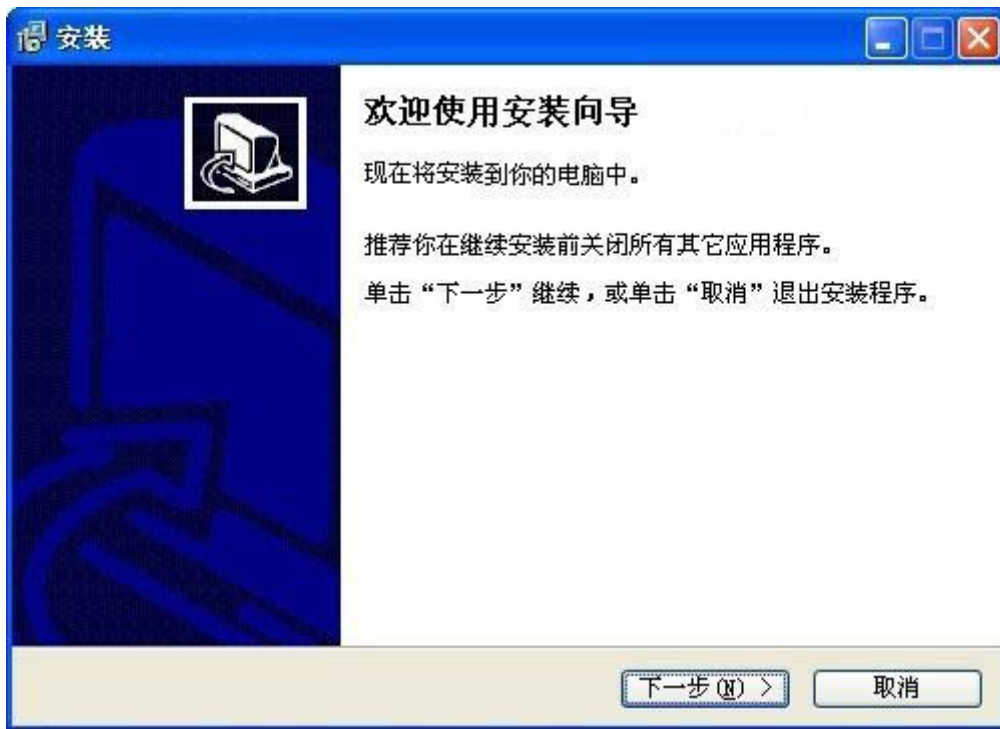 安装
欢迎使用安装向导
现在将安装到你的电脑中。
推荐你在继续安装前关闭所有其它应用程序。
单击“下一步”继续，或单击“取消”退出安装程序。
下一步(N) >
取消